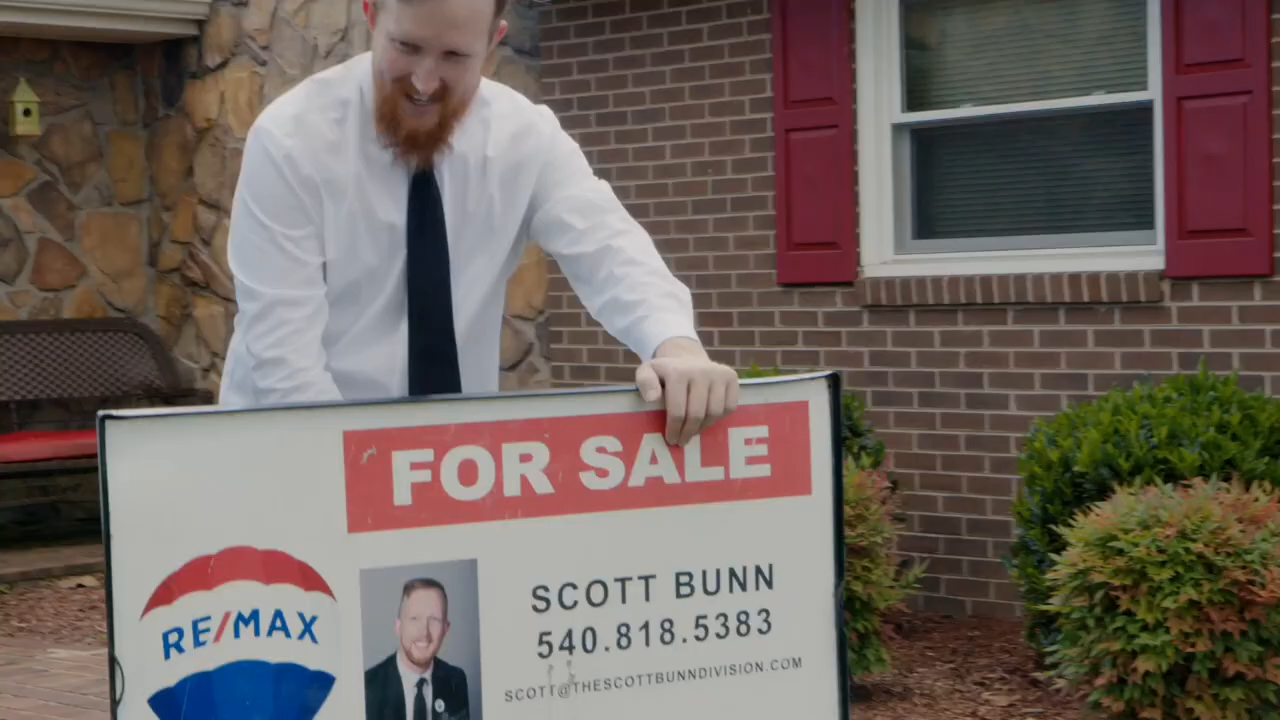 FOR SALE
RE/MAX
SCOTT BUNN
540.818.5383
SCOTT@THESCOTTBUNNDIVISION.COM